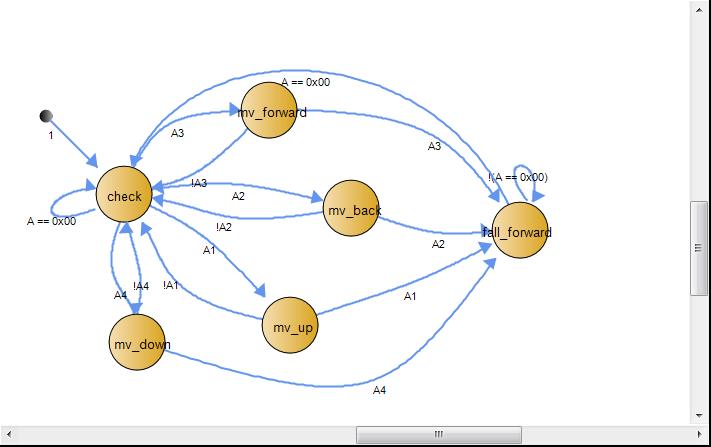 A == 0x00
mv_forward
1
A3
A3
!A3
!(A == 0x00)
check
A2
mv_back
A == 0x00
!A2
fall_forward
A1
A2
A4
!A4
!A1
A1
mv_up
mv_down
A4